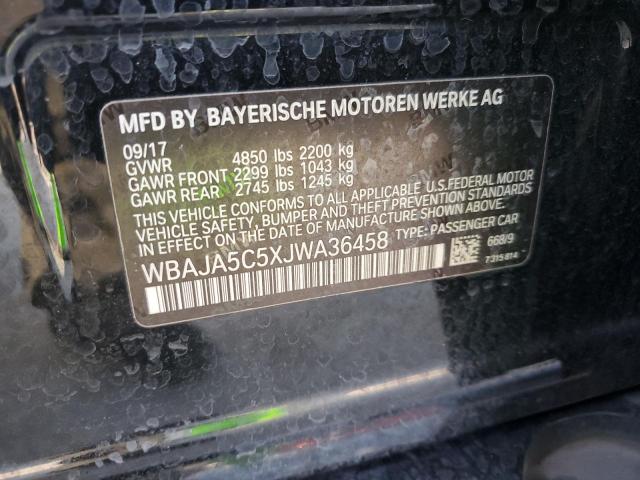 MFD BY BAYERISCHE MOTOREN WERKE AG
09/17
GVWR 4850 lbs 2200 kg
GAWR FRONT 2299 lbs 1043 kg
GAWR REAR 2745 lbs 1245 kg
THIS VEHICLE CONFORMS TO ALL APPLICABLE U.S.FEDERAL MOTOR
VEHICLE SAFETY, BUMPER AND THEFT PREVENTION STANDARDS
IN EFFECT ON THE DATE OF MANUFACTURE SHOWN ABOVE.
WBAJA5C5XJWA36458 TYPE: PASSENGER CAR
668/9
7315814